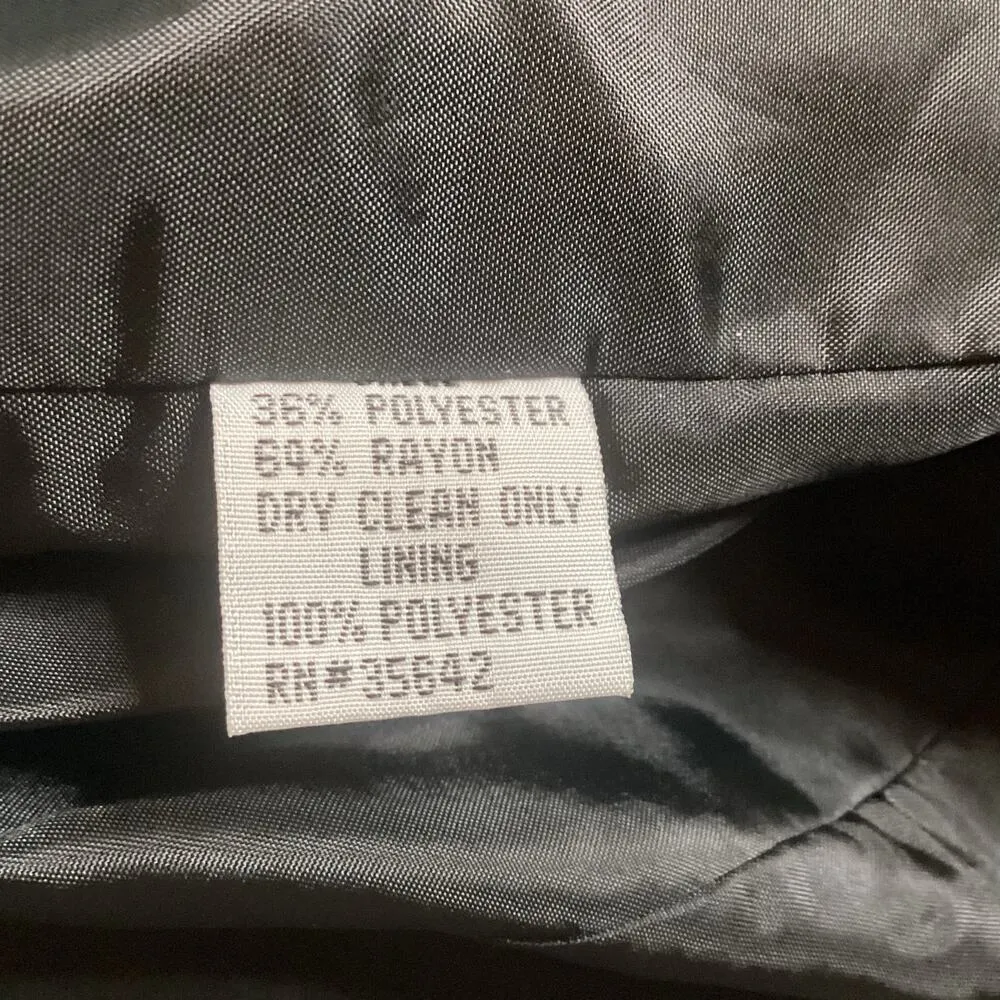 36% POLYESTER
64% RAYON
DRY CLEAN ONLY
LINING
100% POLYESTER
RN#35642